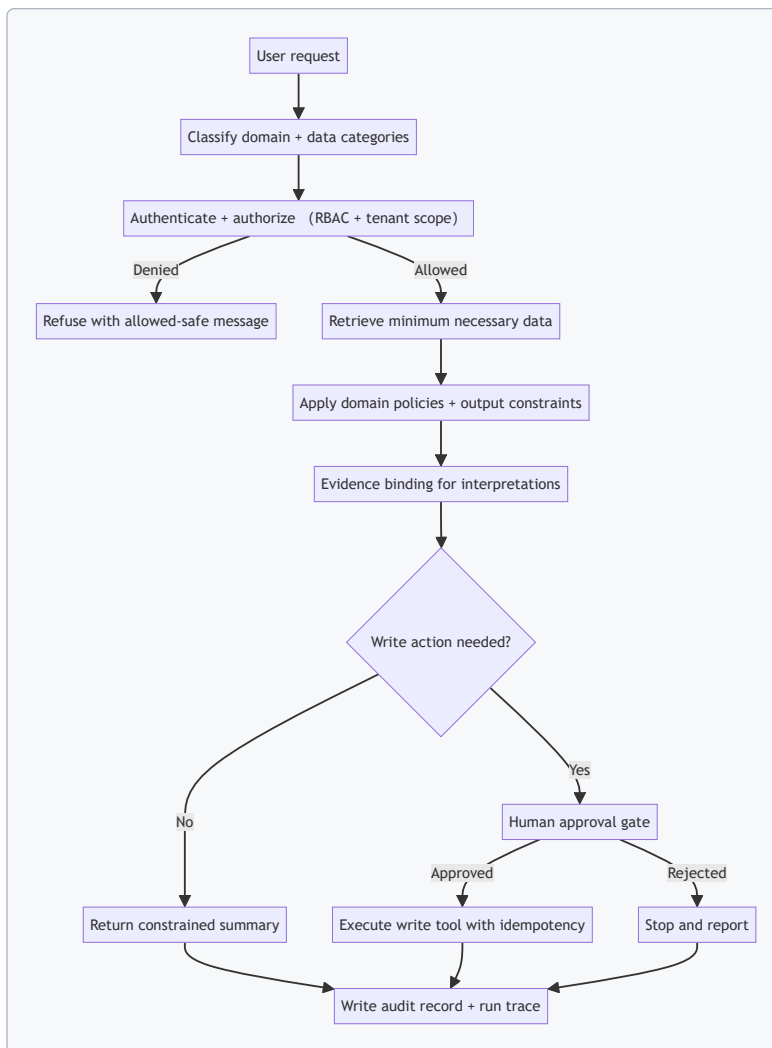 User request
Classify domain + data categories
Authenticate + authorize (RBAC + tenant scope)
Denied
Allowed
Refuse with allowed-safe message
Retrieve minimum necessary data
Apply domain policies + output constraints
Evidence binding for interpretations
Write action needed?
Yes
No
Human approval gate
Approved
Rejected
Return constrained summary
Execute write tool with idempotency
Stop and report
Write audit record + run trace